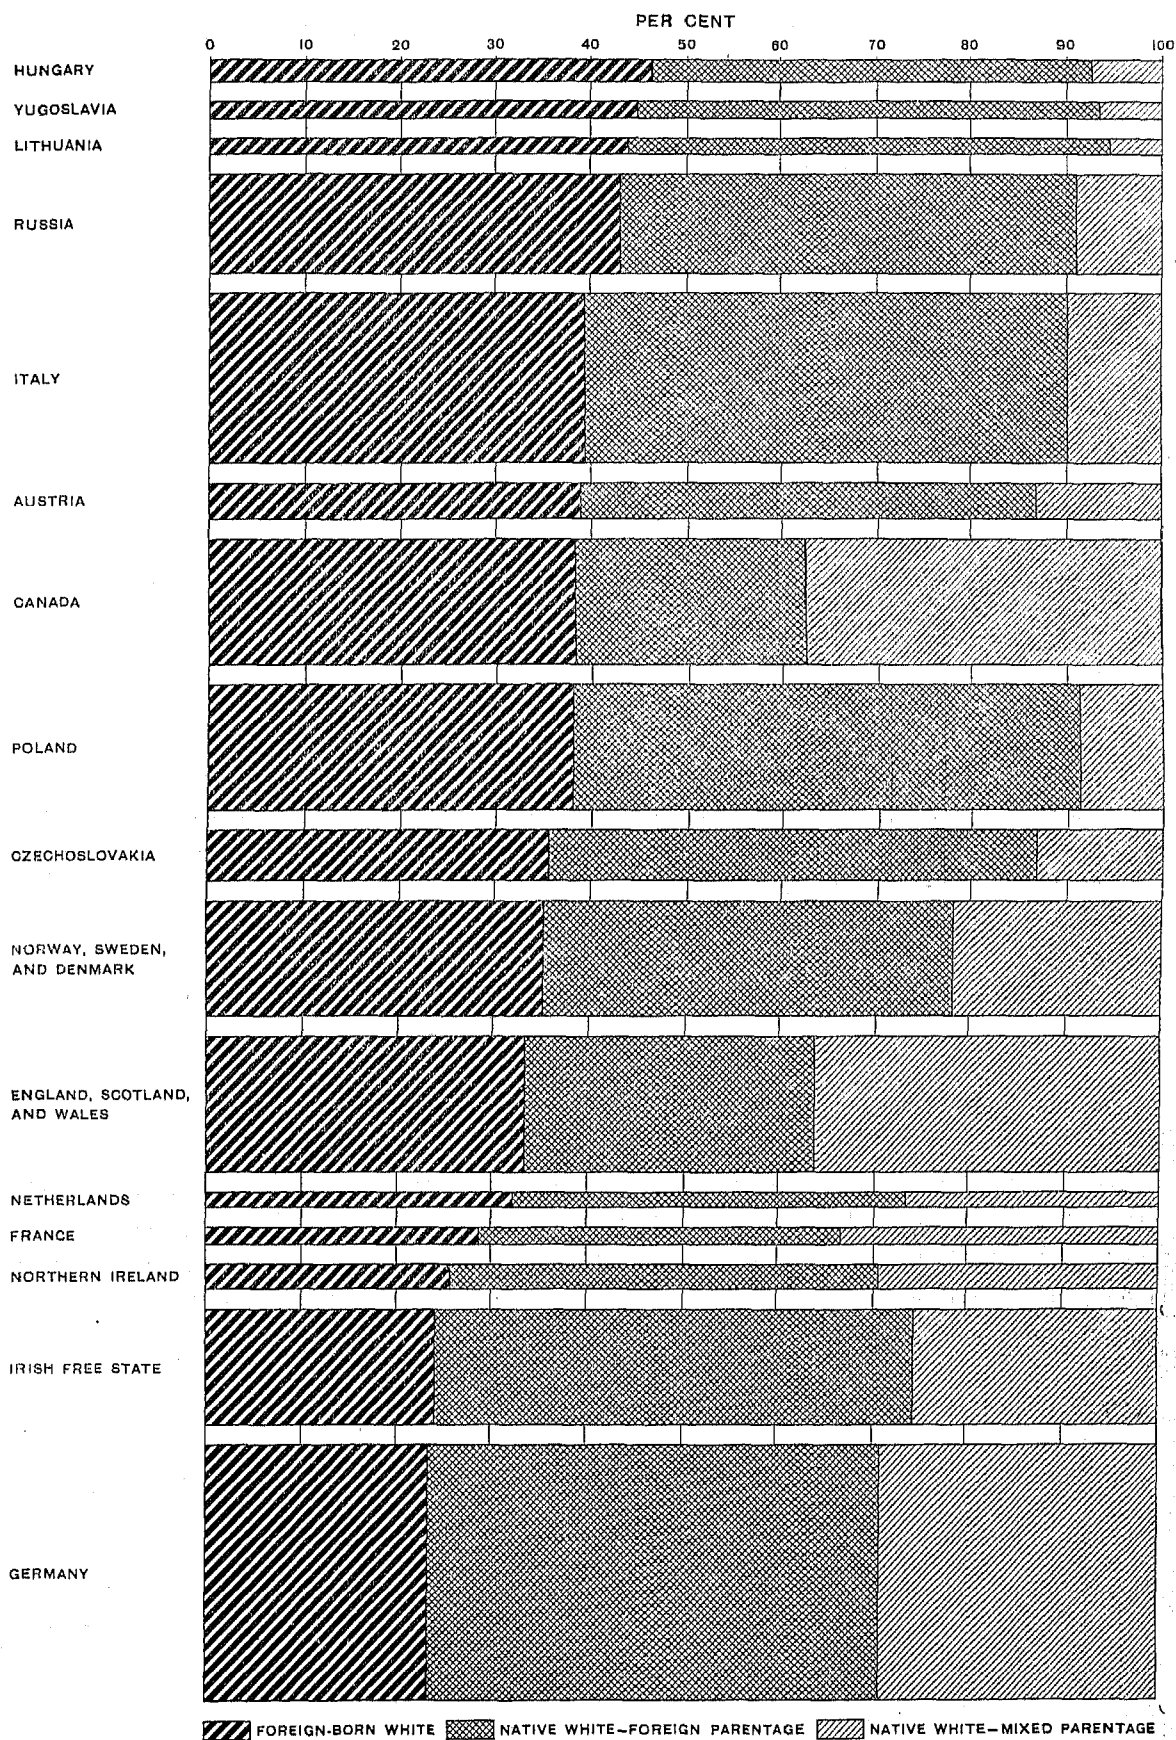 PER CENT
0 10 20 30 40 50 60 70 80 90 100
HUNGARY
YUGOSLAVIA
LITHUANIA
RUSSIA
ITALY
AUSTRIA
CANADA
POLAND
CZECHOSLOVAKIA
NORWAY, SWEDEN,
AND DENMARK
ENGLAND, SCOTLAND,
AND WALES
NETHERLANDS
FRANCE
NORTHERN IRELAND
IRISH FREE STATE
GERMANY
FOREIGN-BORN WHITE NATIVE WHITE–FOREIGN PARENTAGE NATIVE WHITE–MIXED PARENTAGE